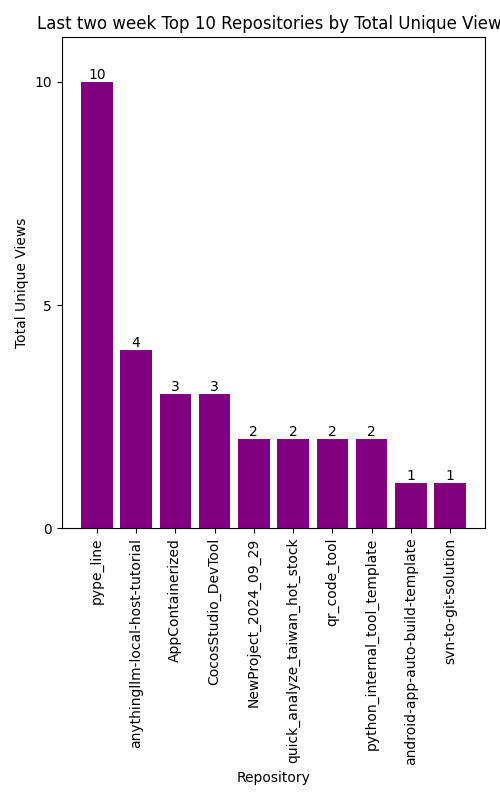 Last two week Top 10 Repositories by Total Unique View
10
5
0
Total Unique Views
10
4
3
3
2
2
2
2
1
1
pype_line
anythingllm-local-host-tutorial
AppContainerized
CocosStudio_DevTool
NewProject_2024_09_29
quick_analyze_taiwan_hot_stock
qr_code_tool
python_internal_tool_template
android-app-auto-build-template
svn-to-git-solution
Repository